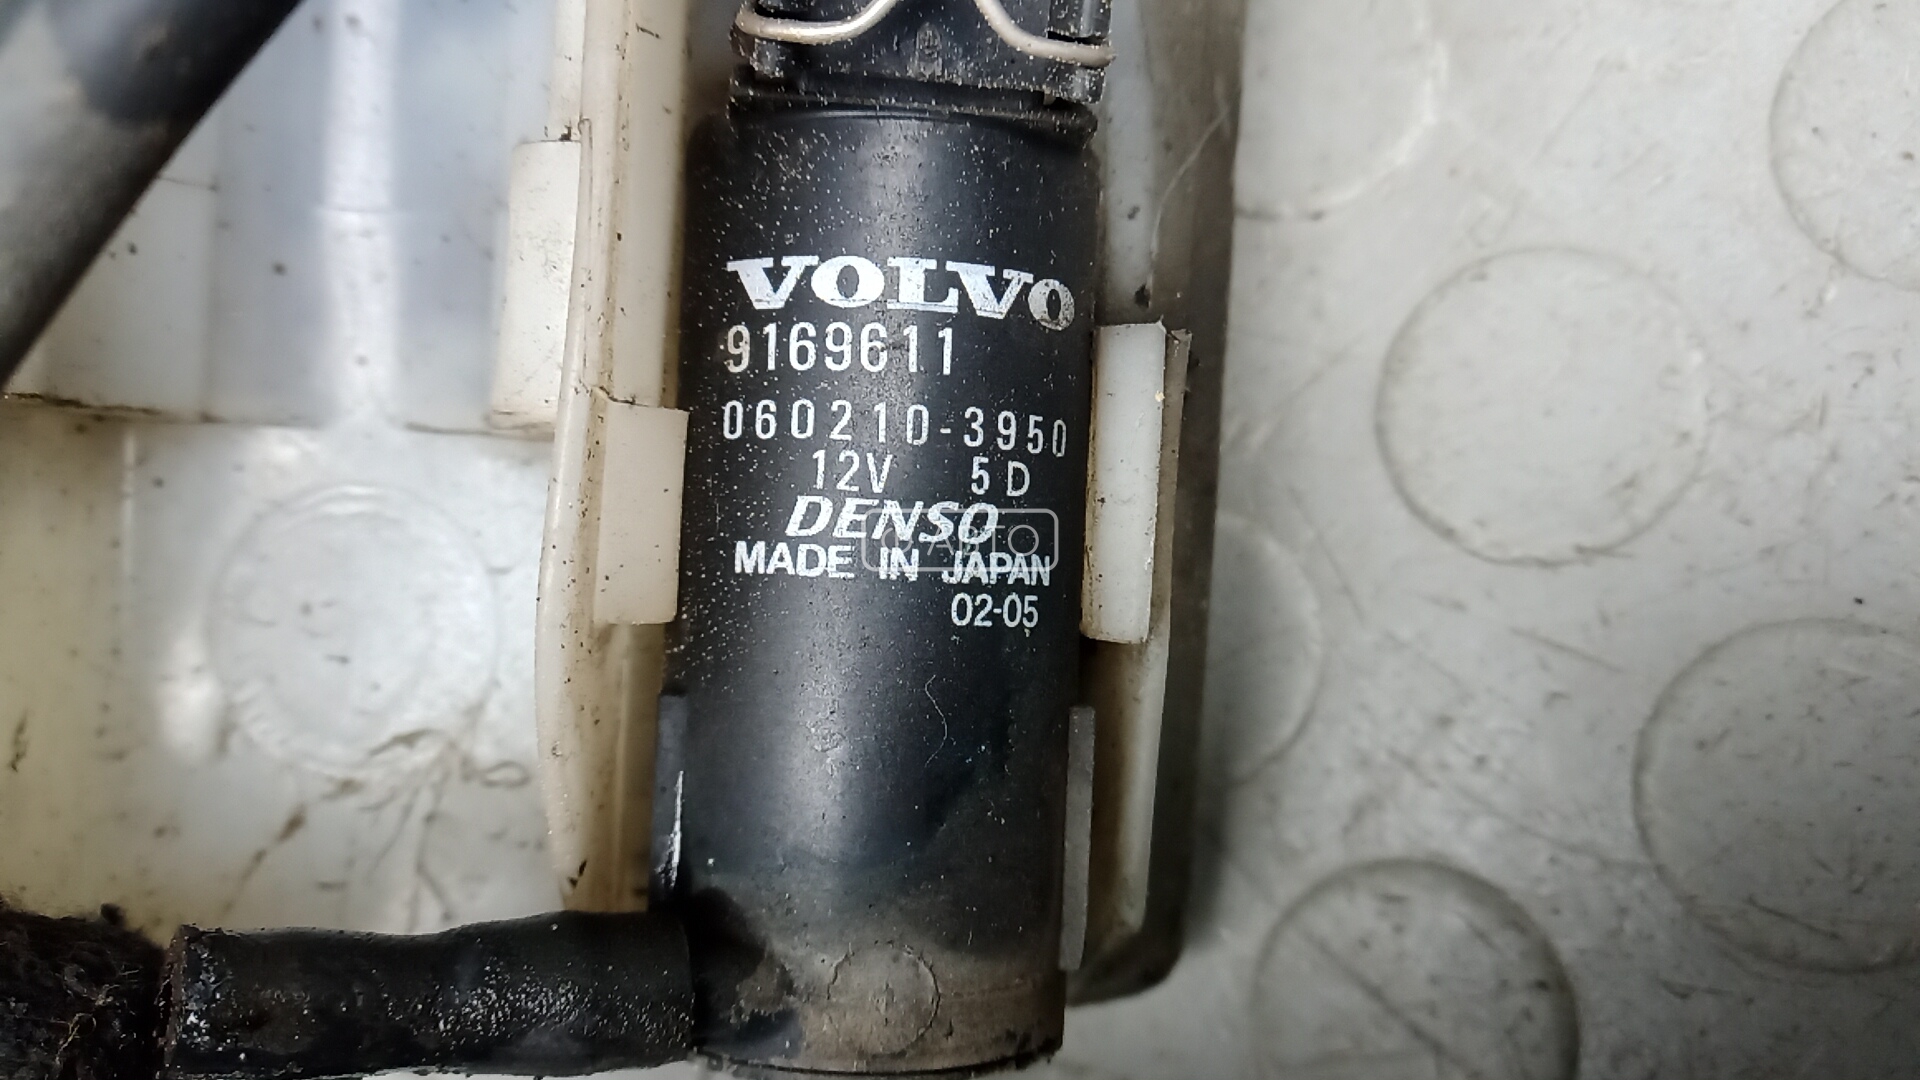 VOLVO
9169611
060210-3950
12V 5D
DENSO
MADE IN JAPAN
02-05